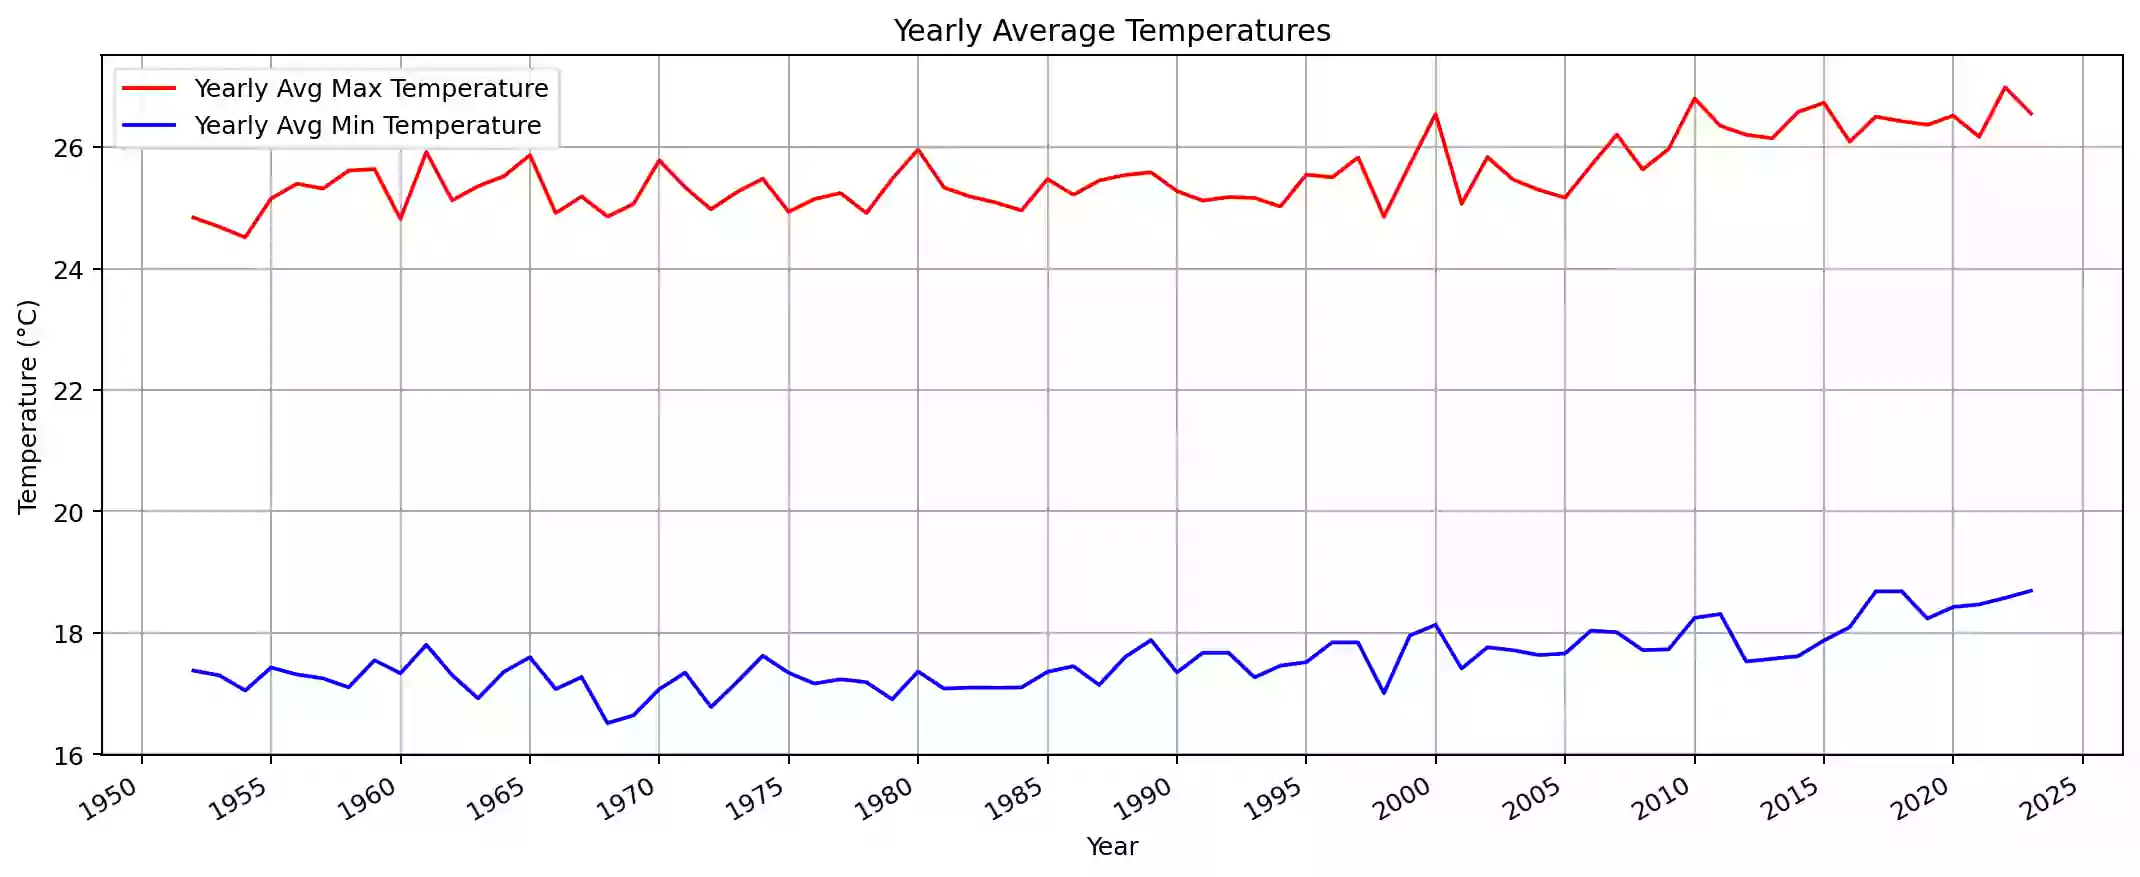 Yearly Average Temperatures
Yearly Avg Max Temperature
Yearly Avg Min Temperature
Temperature (°C)
26
24
22
20
18
16
1950 1955 1960 1965 1970 1975 1980 1985 1990 1995 2000 2005 2010 2015 2020 2025
Year